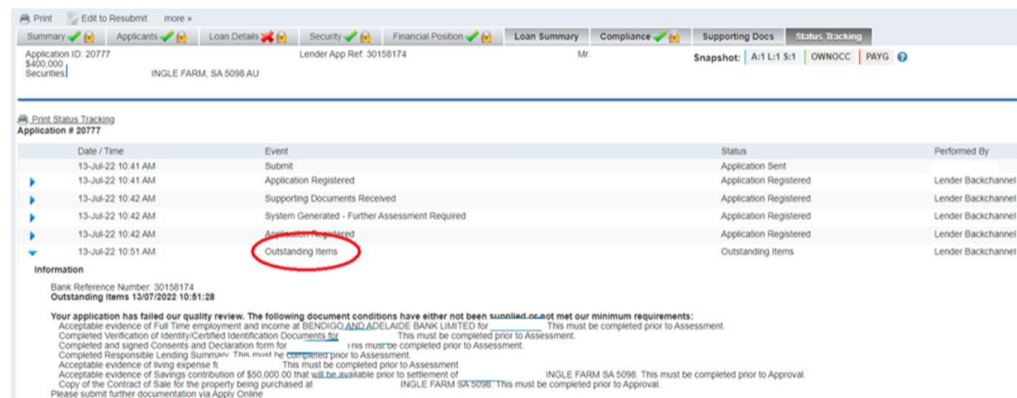 Print Edit to Resubmit more »
Summary Applicants Loan Details Security Financial Position Loan Summary Compliance Supporting Docs Status Tracking
Application ID: 20777 Lender App Ref: 30158174 Mr Snapshot: A:1 L:1 S:1 OWNOCC PAYG
$400,000
Securities INGLE FARM, SA 5098 AU
Print Status Tracking
Application # 20777
Date / Time Event Status Performed By
13-Jul-22 10:41 AM Submit Application Sent
13-Jul-22 10:41 AM Application Registered Application Registered Lender Backchannel
13-Jul-22 10:42 AM Supporting Documents Received Application Registered Lender Backchannel
13-Jul-22 10:42 AM System Generated - Further Assessment Required Application Registered Lender Backchannel
13-Jul-22 10:42 AM Application Registered Application Registered Lender Backchannel
13-Jul-22 10:51 AM Outstanding Items Outstanding Items Lender Backchannel
Information
Bank Reference Number: 30158174
Outstanding Items 13/07/2022 10:51:28
Your application has failed our quality review. The following document conditions have either not been supplied or not met our minimum requirements:
Acceptable evidence of Full Time employment and income at BENDIGO AND ADELAIDE BANK LIMITED for This must be completed prior to Assessment.
Completed Verification of Identity/Certified Identification Documents for This must be completed prior to Assessment.
Completed and signed Consents and Declaration form for This must be completed prior to Assessment.
Completed Responsible Lending Summary. This must be completed prior to Assessment.
Acceptable evidence of living expense This must be completed prior to Assessment
Acceptable evidence of Savings contribution of $50,000.00 that will be available prior to settlement of INGLE FARM SA 5098. This must be completed prior to Approval.
Copy of the Contract of Sale for the property being purchased at INGLE FARM SA 5098. This must be completed prior to Approval.
Please submit further documentation via Apply Online